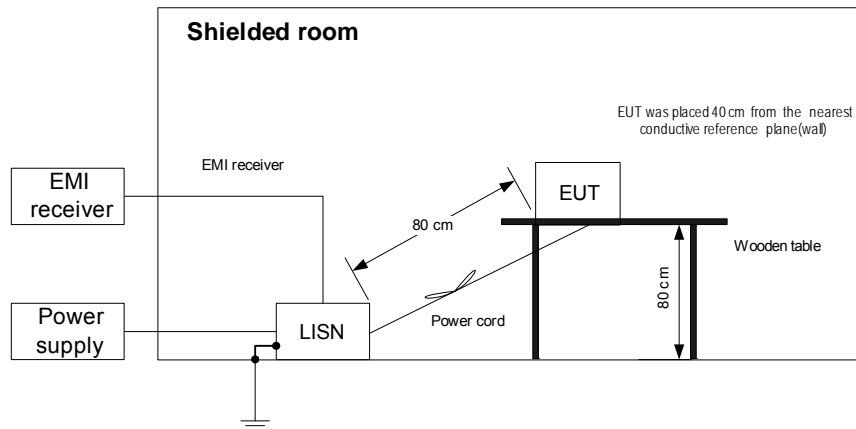 Shielded room
EUT was placed 40 cm from the nearest
conductive reference plane(wall)
EMI receiver
EMI
receiver
EUT
80 cm
Wooden table
80 cm
Power
supply
LISN
Power cord